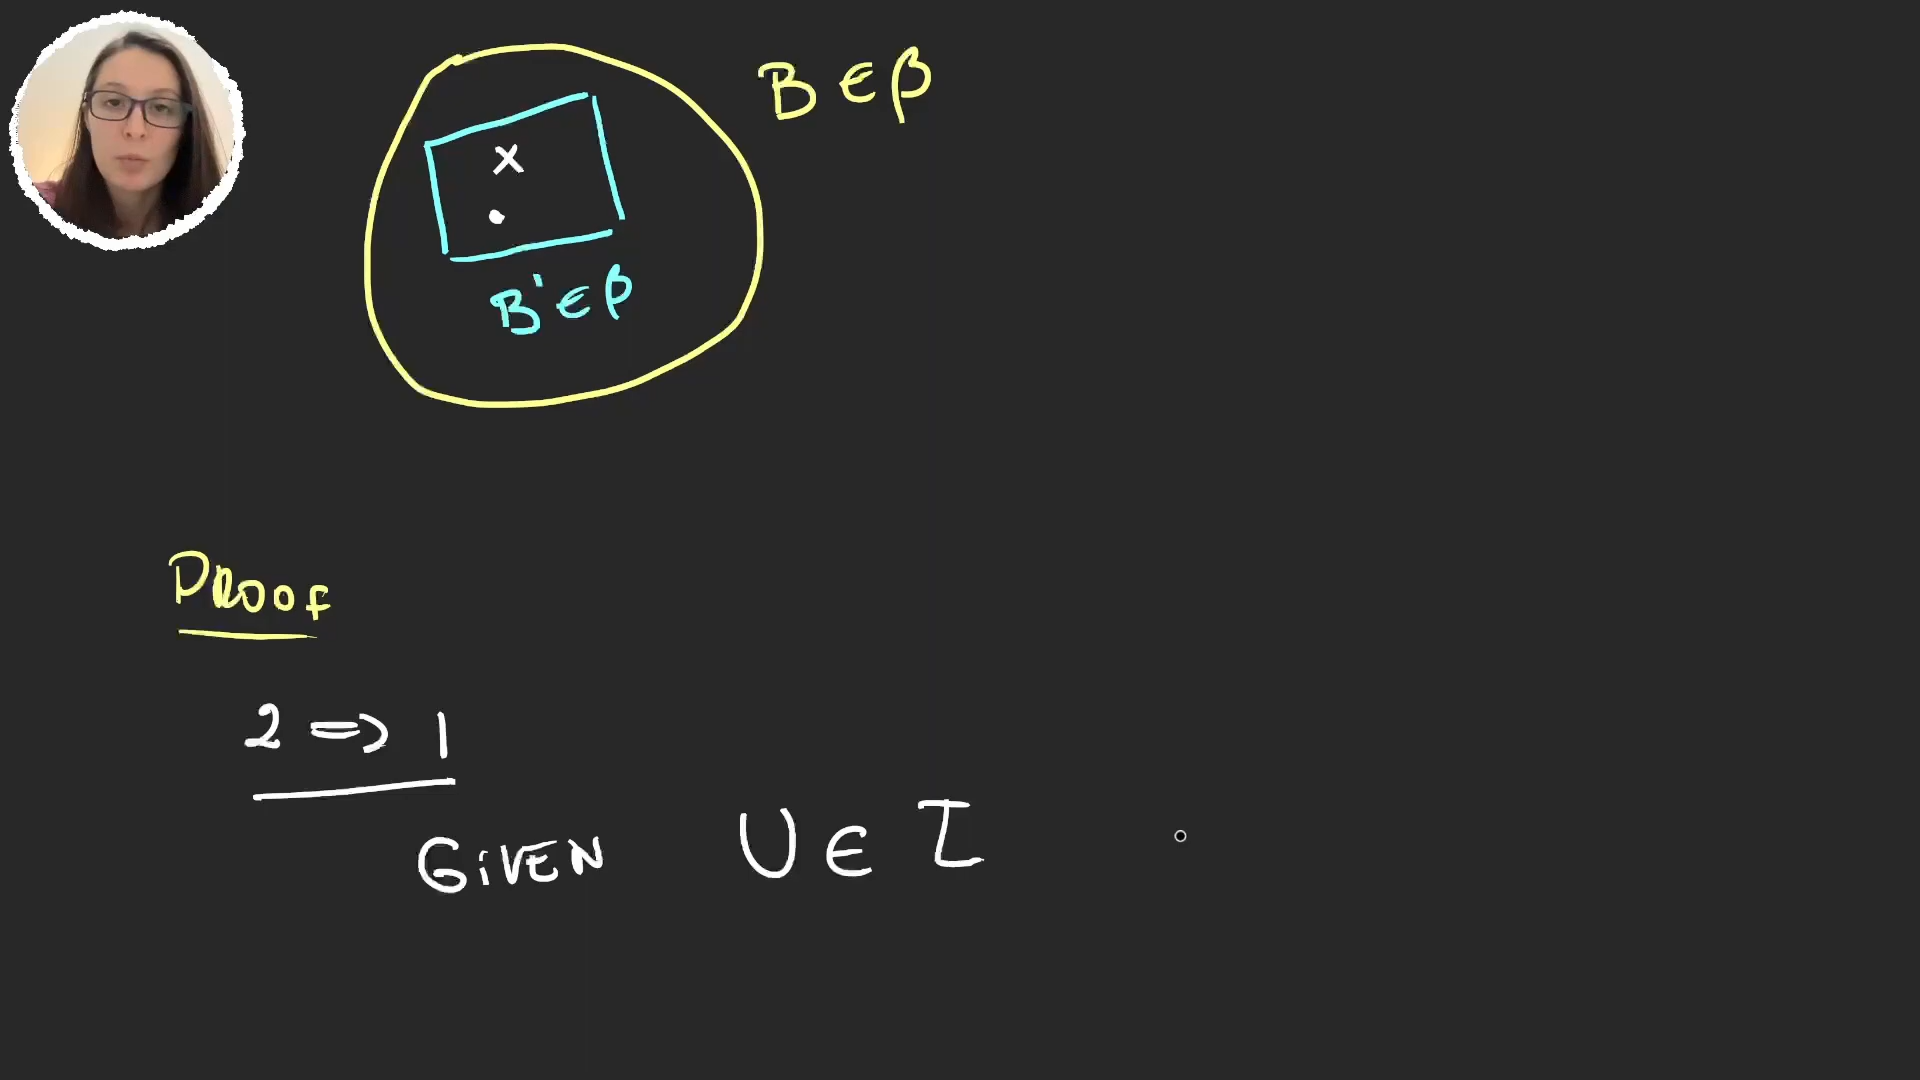 B ∈ β
x
B' ∈ β
PROOF
2 => 1
GiVEN U ∈ τ